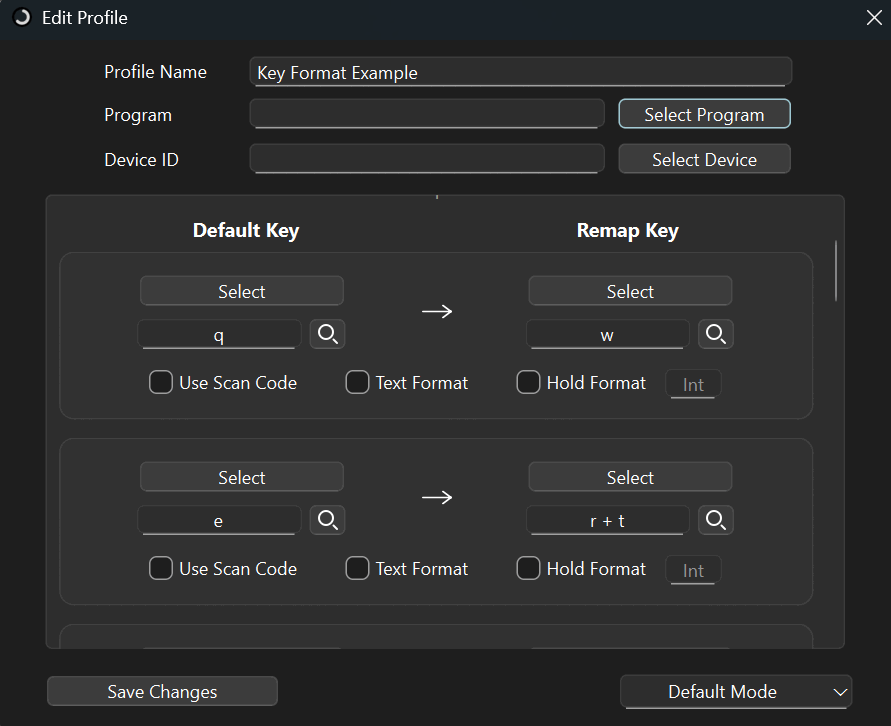 Edit Profile
Profile Name Key Format Example
Program Select Program
Device ID Select Device
Default Key Remap Key
Select Select
q w
Use Scan Code Text Format Hold Format Int
Select Select
e r + t
Use Scan Code Text Format Hold Format Int
Save Changes Default Mode